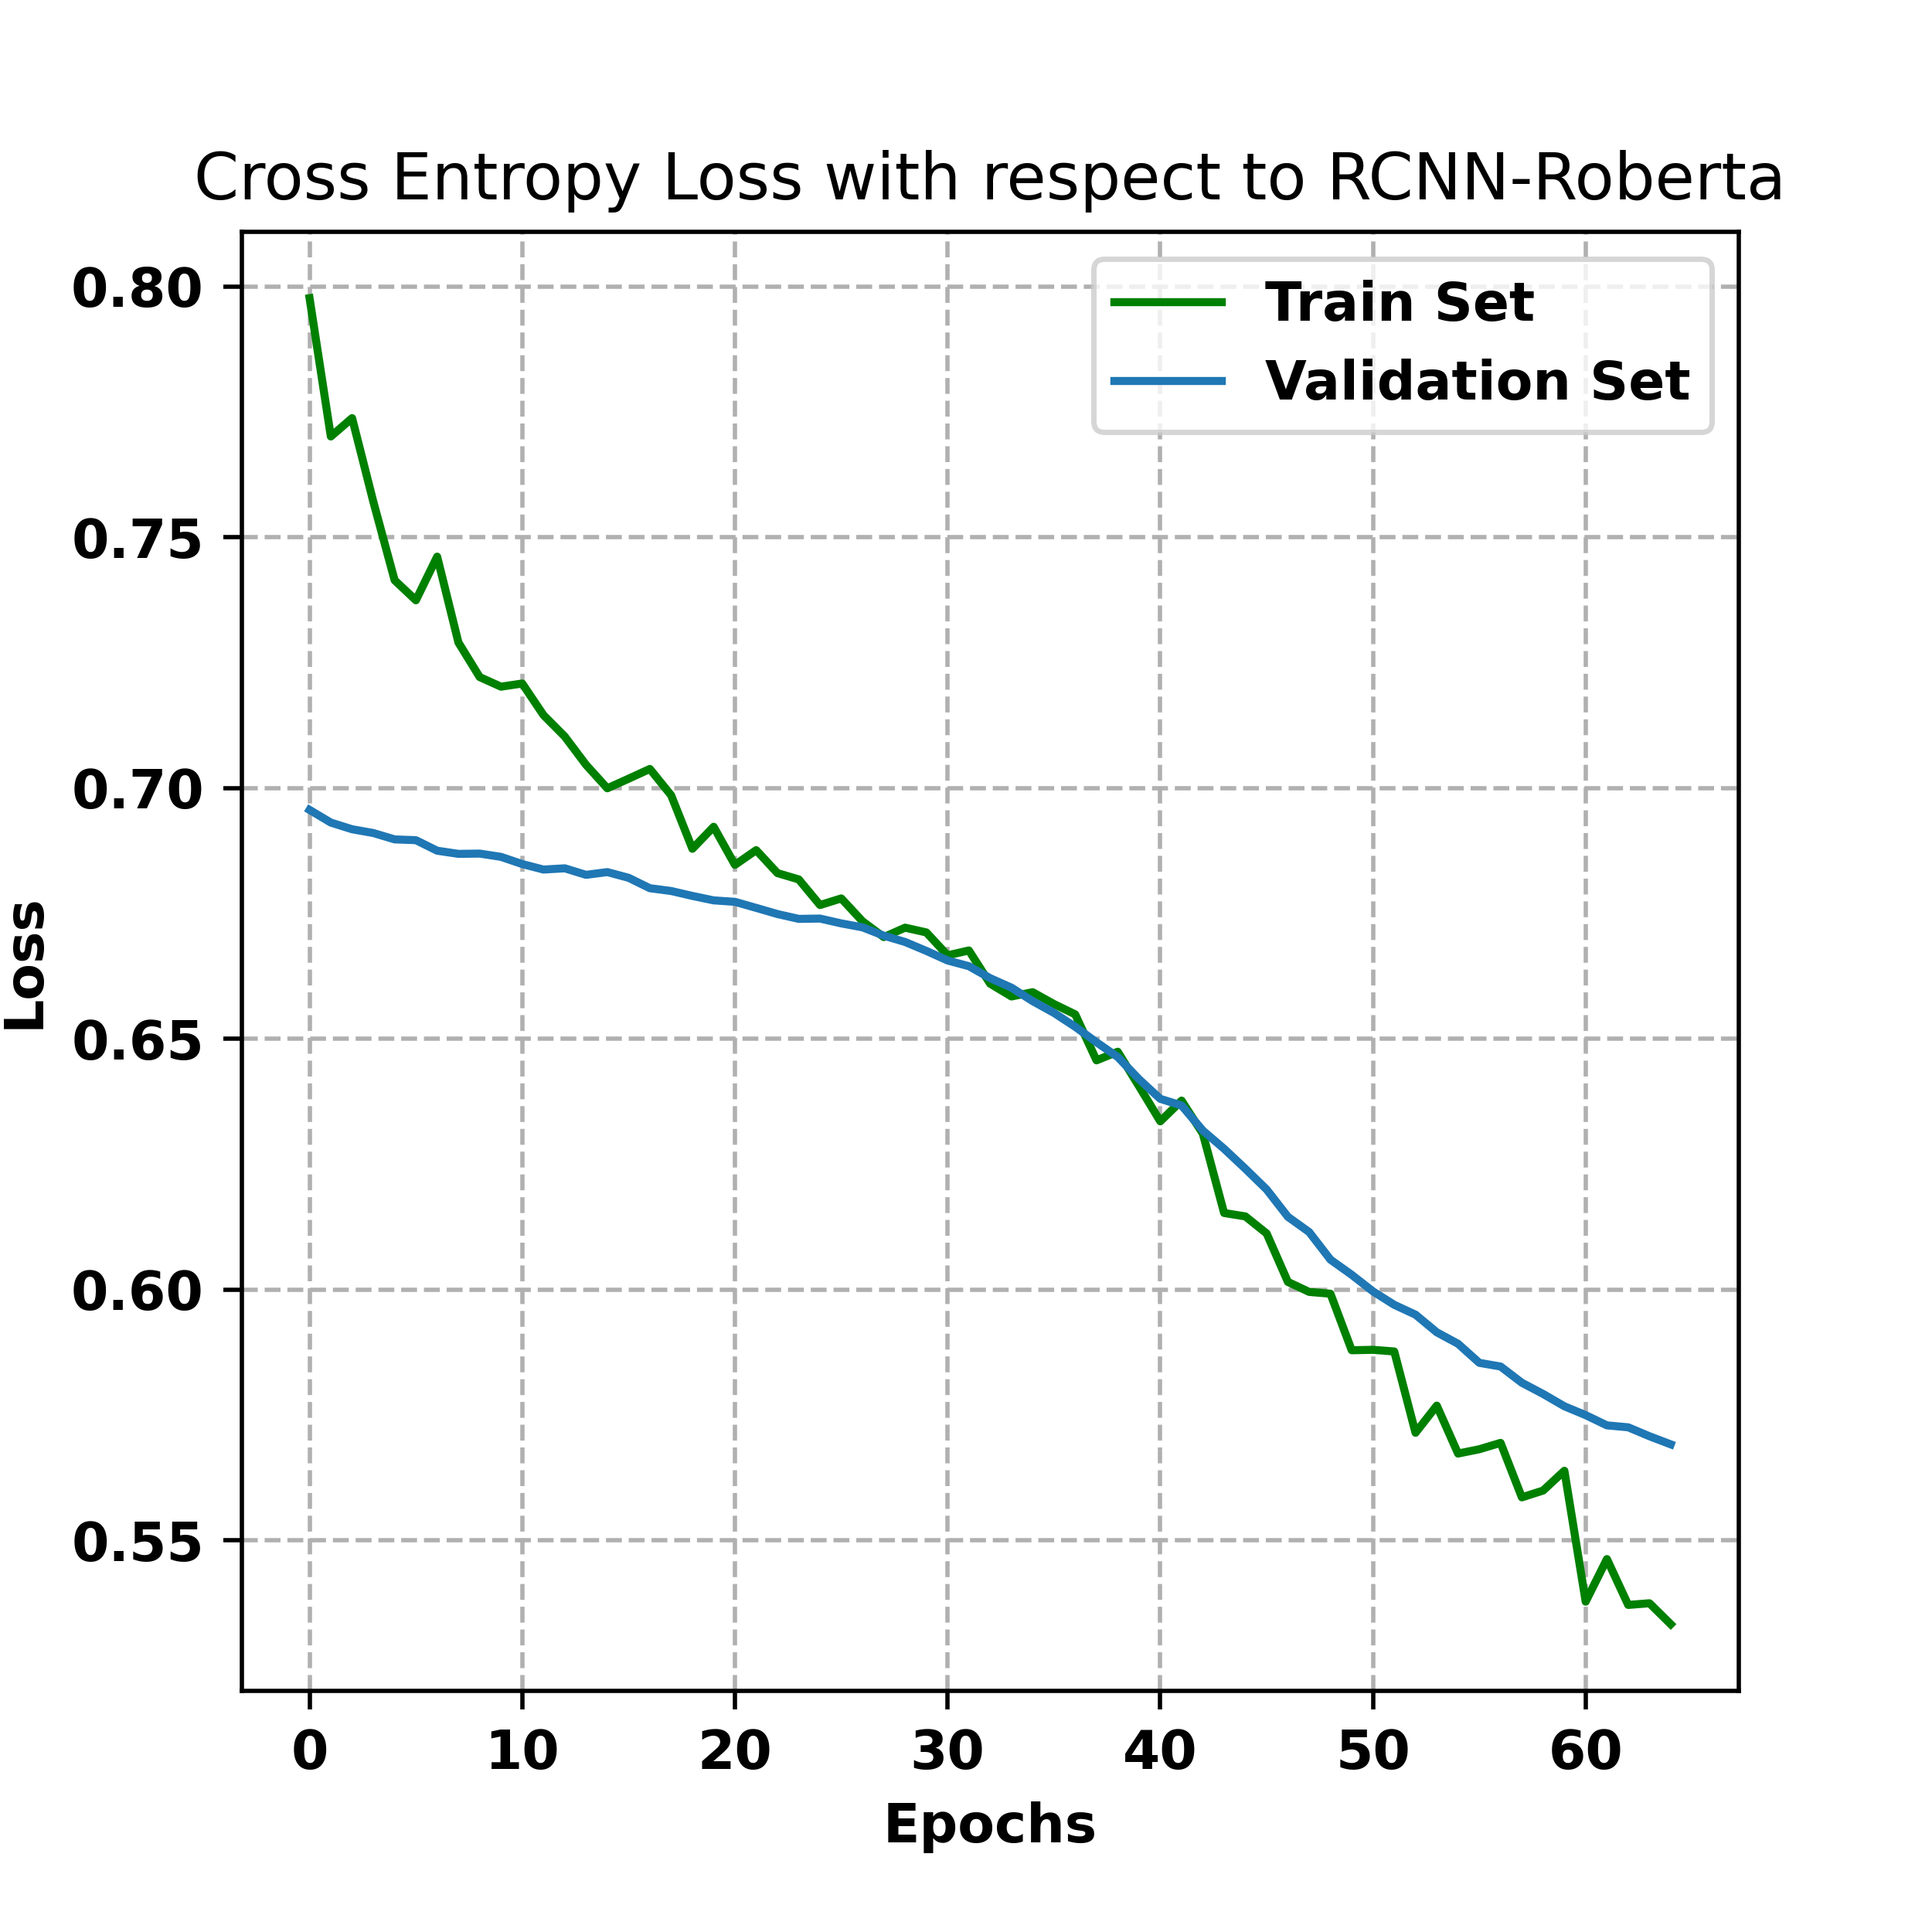 Cross Entropy Loss with respect to RCNN-Roberta
Train Set
Validation Set
0.80
0.75
0.70
0.65
0.60
0.55
Loss
0 10 20 30 40 50 60
Epochs